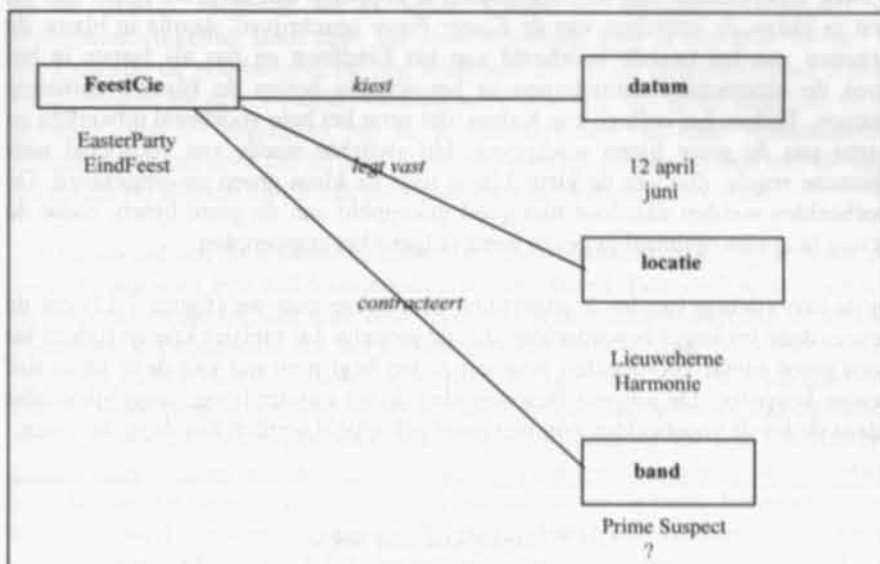 FeestCie
kiest
datum
EasterParty
EindFeest
legt vast
12 april
juni
locatie
contracteert
Lieuweherne
Harmonie
band
Prime Suspect
?